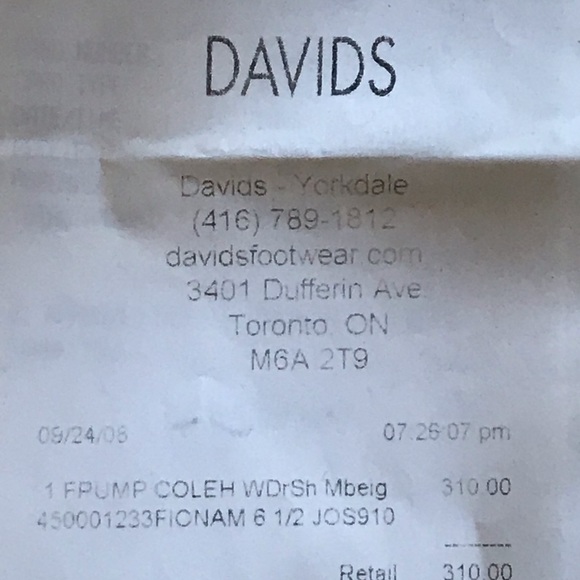 DAVIDS
Davids - Yorkdale
(416) 789-1812
davidsfootwear.com
3401 Dufferin Ave
Toronto, ON
M6A 2T9
09/24/08 07:26:07 pm
1 FPUMP COLEH WDrSh Mbeig 310.00
450001233FIONAM 6 1/2 JOS910
--------
Retail 310.00